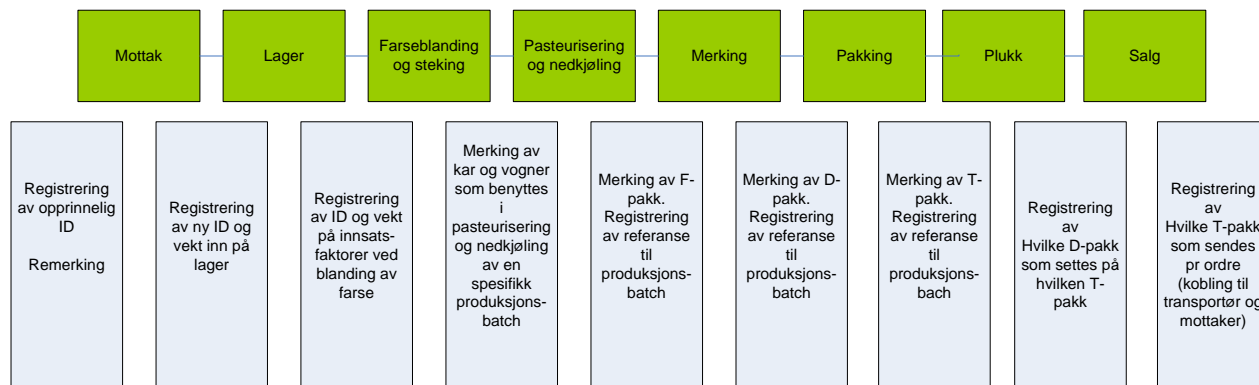 Mottak
Lager
Farseblanding
og steking
Pasteurisering
og nedkjøling
Merking
Pakking
Plukk
Salg
Registrering
av opprinnelig
ID
Remerking
Registrering
av ny ID og
vekt inn på
lager
Registrering
av ID og vekt
på innsats-
faktorer ved
blanding av
farse
Merking av
kar og vogner
som benyttes
i
pasteurisering
og nedkjøling
av en
spesifikk
produksjons-
batch
Merking av F-
pakk.
Registrering
av referanse
til
produksjons-
batch
Merking av D-
pakk.
Registrering
av referanse
til
produksjons-
batch
Merking av T-
pakk.
Registrering
av referanse
til
produksjons-
bach
Registrering
av
Hvilke D-pakk
som settes på
hvilken T-
pakk
Registrering
av
Hvilke T-pakk
som sendes
pr ordre
(kobling til
transportør og
mottaker)